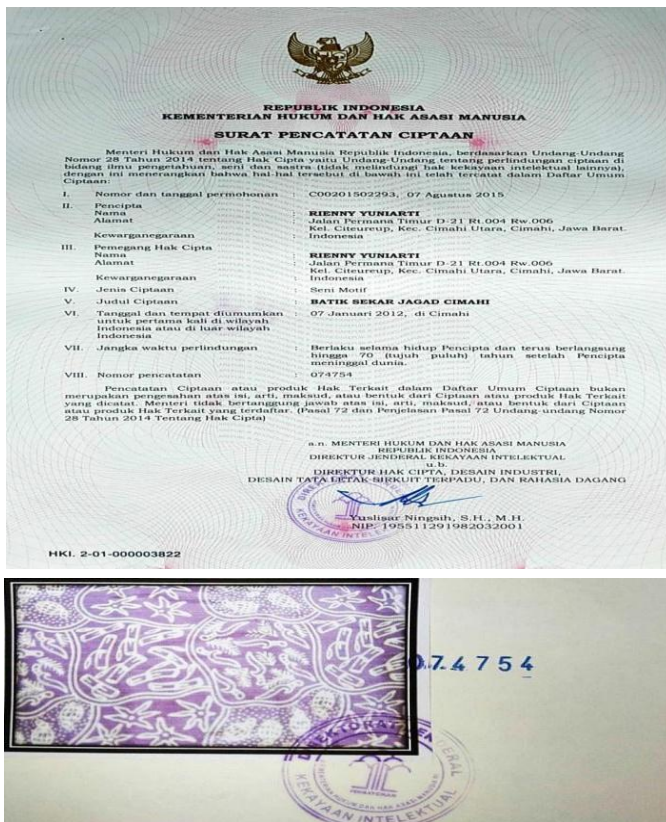 REPUBLIK INDONESIA
KEMENTERIAN HUKUM DAN HAK ASASI MANUSIA
SURAT PENCATATAN CIPTAAN
Menteri Hukum dan Hak Asasi Manusia Republik Indonesia, berdasarkan Undang-Undang
Nomor 28 Tahun 2014 tentang Hak Cipta yaitu Undang-Undang tentang perlindungan ciptaan di
bidang ilmu pengetahuan, seni dan sastra (tidak melindungi hak kekayaan intelektual lainnya),
dengan ini menerangkan bahwa hal-hal tersebut di bawah ini telah tercatat dalam Daftar Umum
Ciptaan:
I. Nomor dan tanggal permohonan : C00201502293, 07 Agustus 2015
II. Pencipta
Nama : RIENNY YUNIARTI
Alamat : Jalan Permana Timur D-21 Rt.004 Rw.006
Kel. Citeureup, Kec. Cimahi Utara, Cimahi, Jawa Barat.
Kewarganegaraan : Indonesia
III. Pemegang Hak Cipta
Nama : RIENNY YUNIARTI
Alamat : Jalan Permana Timur D-21 Rt.004 Rw.006
Kel. Citeureup, Kec. Cimahi Utara, Cimahi, Jawa Barat.
Kewarganegaraan : Indonesia
IV. Jenis Ciptaan : Seni Motif
V. Judul Ciptaan : BATIK SEKAR JAGAD CIMAHI
VI. Tanggal dan tempat diumumkan : 07 Januari 2012, di Cimahi
untuk pertama kali di wilayah
Indonesia atau di luar wilayah
Indonesia
VII. Jangka waktu perlindungan : Berlaku selama hidup Pencipta dan terus berlangsung
hingga 70 (tujuh puluh) tahun setelah Pencipta
meninggal dunia.
VIII. Nomor pencatatan : 074754
Pencatatan Ciptaan atau produk Hak Terkait dalam Daftar Umum Ciptaan bukan
merupakan pengesahan atas isi, arti, maksud, atau bentuk dari Ciptaan atau produk Hak Terkait
yang dicatat. Menteri tidak bertanggung jawab atas isi, arti, maksud, atau bentuk dari Ciptaan
atau produk Hak Terkait yang terdaftar. (Pasal 72 dan Penjelasan Pasal 72 Undang-undang Nomor
28 Tahun 2014 Tentang Hak Cipta)
a.n. MENTERI HUKUM DAN HAK ASASI MANUSIA
REPUBLIK INDONESIA
DIREKTUR JENDERAL KEKAYAAN INTELEKTUAL
u.b.
DIREKTUR HAK CIPTA, DESAIN INDUSTRI,
DESAIN TATA LETAK SIRKUIT TERPADU, DAN RAHASIA DAGANG
KEKAYAAN INTELEK
Yuslisar Ningsih, S.H., M.H.
NIP. 195511291982032001
HKI. 2-01-000003822
074754
KEKAYAAN INTELEKTUAL